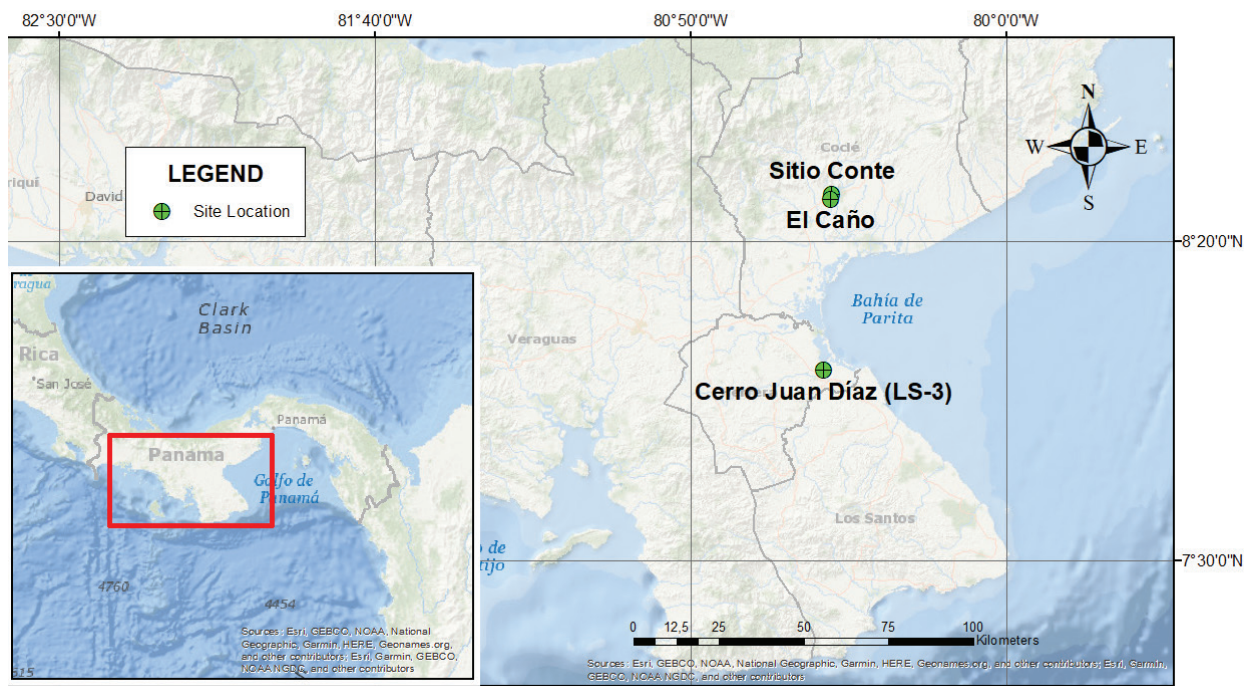 82°30'0"W
81°40'0"W
80°50'0"W
80°0'0"W
N
W
E
S
Coclé
Sitio Conte
El Caño
LEGEND
Site Location
riquí
David
8°20'0"N
Bahía de
Parita
Veraguas
Cerro Juan Díaz (LS-3)
Los Santos
7°30'0"N
o de
tijo
0 12,5 25 50 75 100
Kilometers
Sources: Esri, GEBCO, NOAA, National Geographic, Garmin, HERE, Geonames.org, and other contributors; Esri, Garmin,
GEBCO, NOAA NGDC, and other contributors
ragua
Clark
Basin
Rica
San José
Panamá
Panama
Golfo de
Panamá
4760
4454
515
Sources: Esri, GEBCO, NOAA, National
Geographic, Garmin, HERE, Geonames.org,
and other contributors; Esri, Garmin, GEBCO,
NOAA NGDC, and other contributors